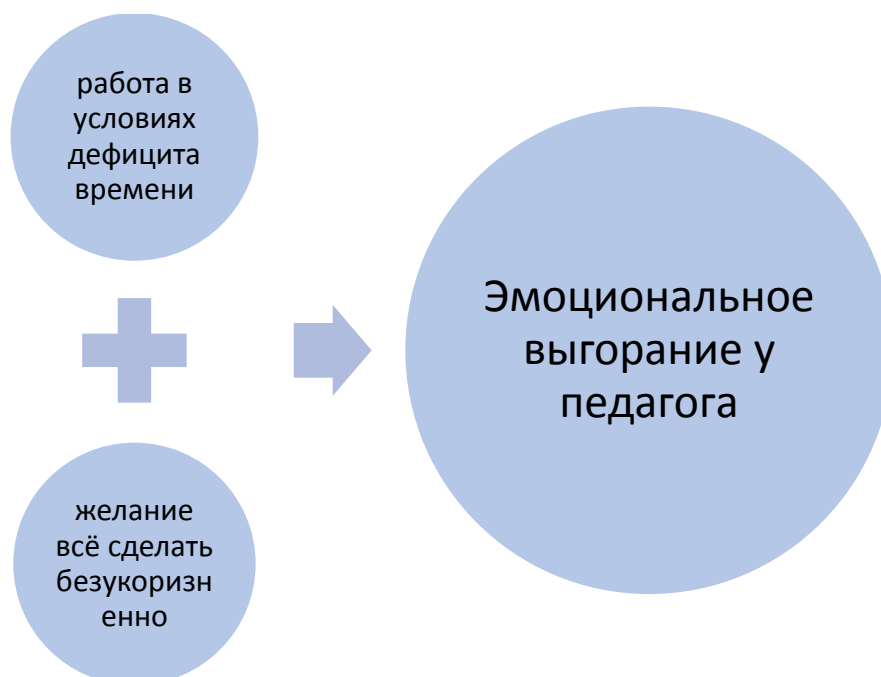 работа в
условиях
дефицита
времени
желание
всё сделать
безукоризн
енно
Эмоциональное
выгорание у
педагога